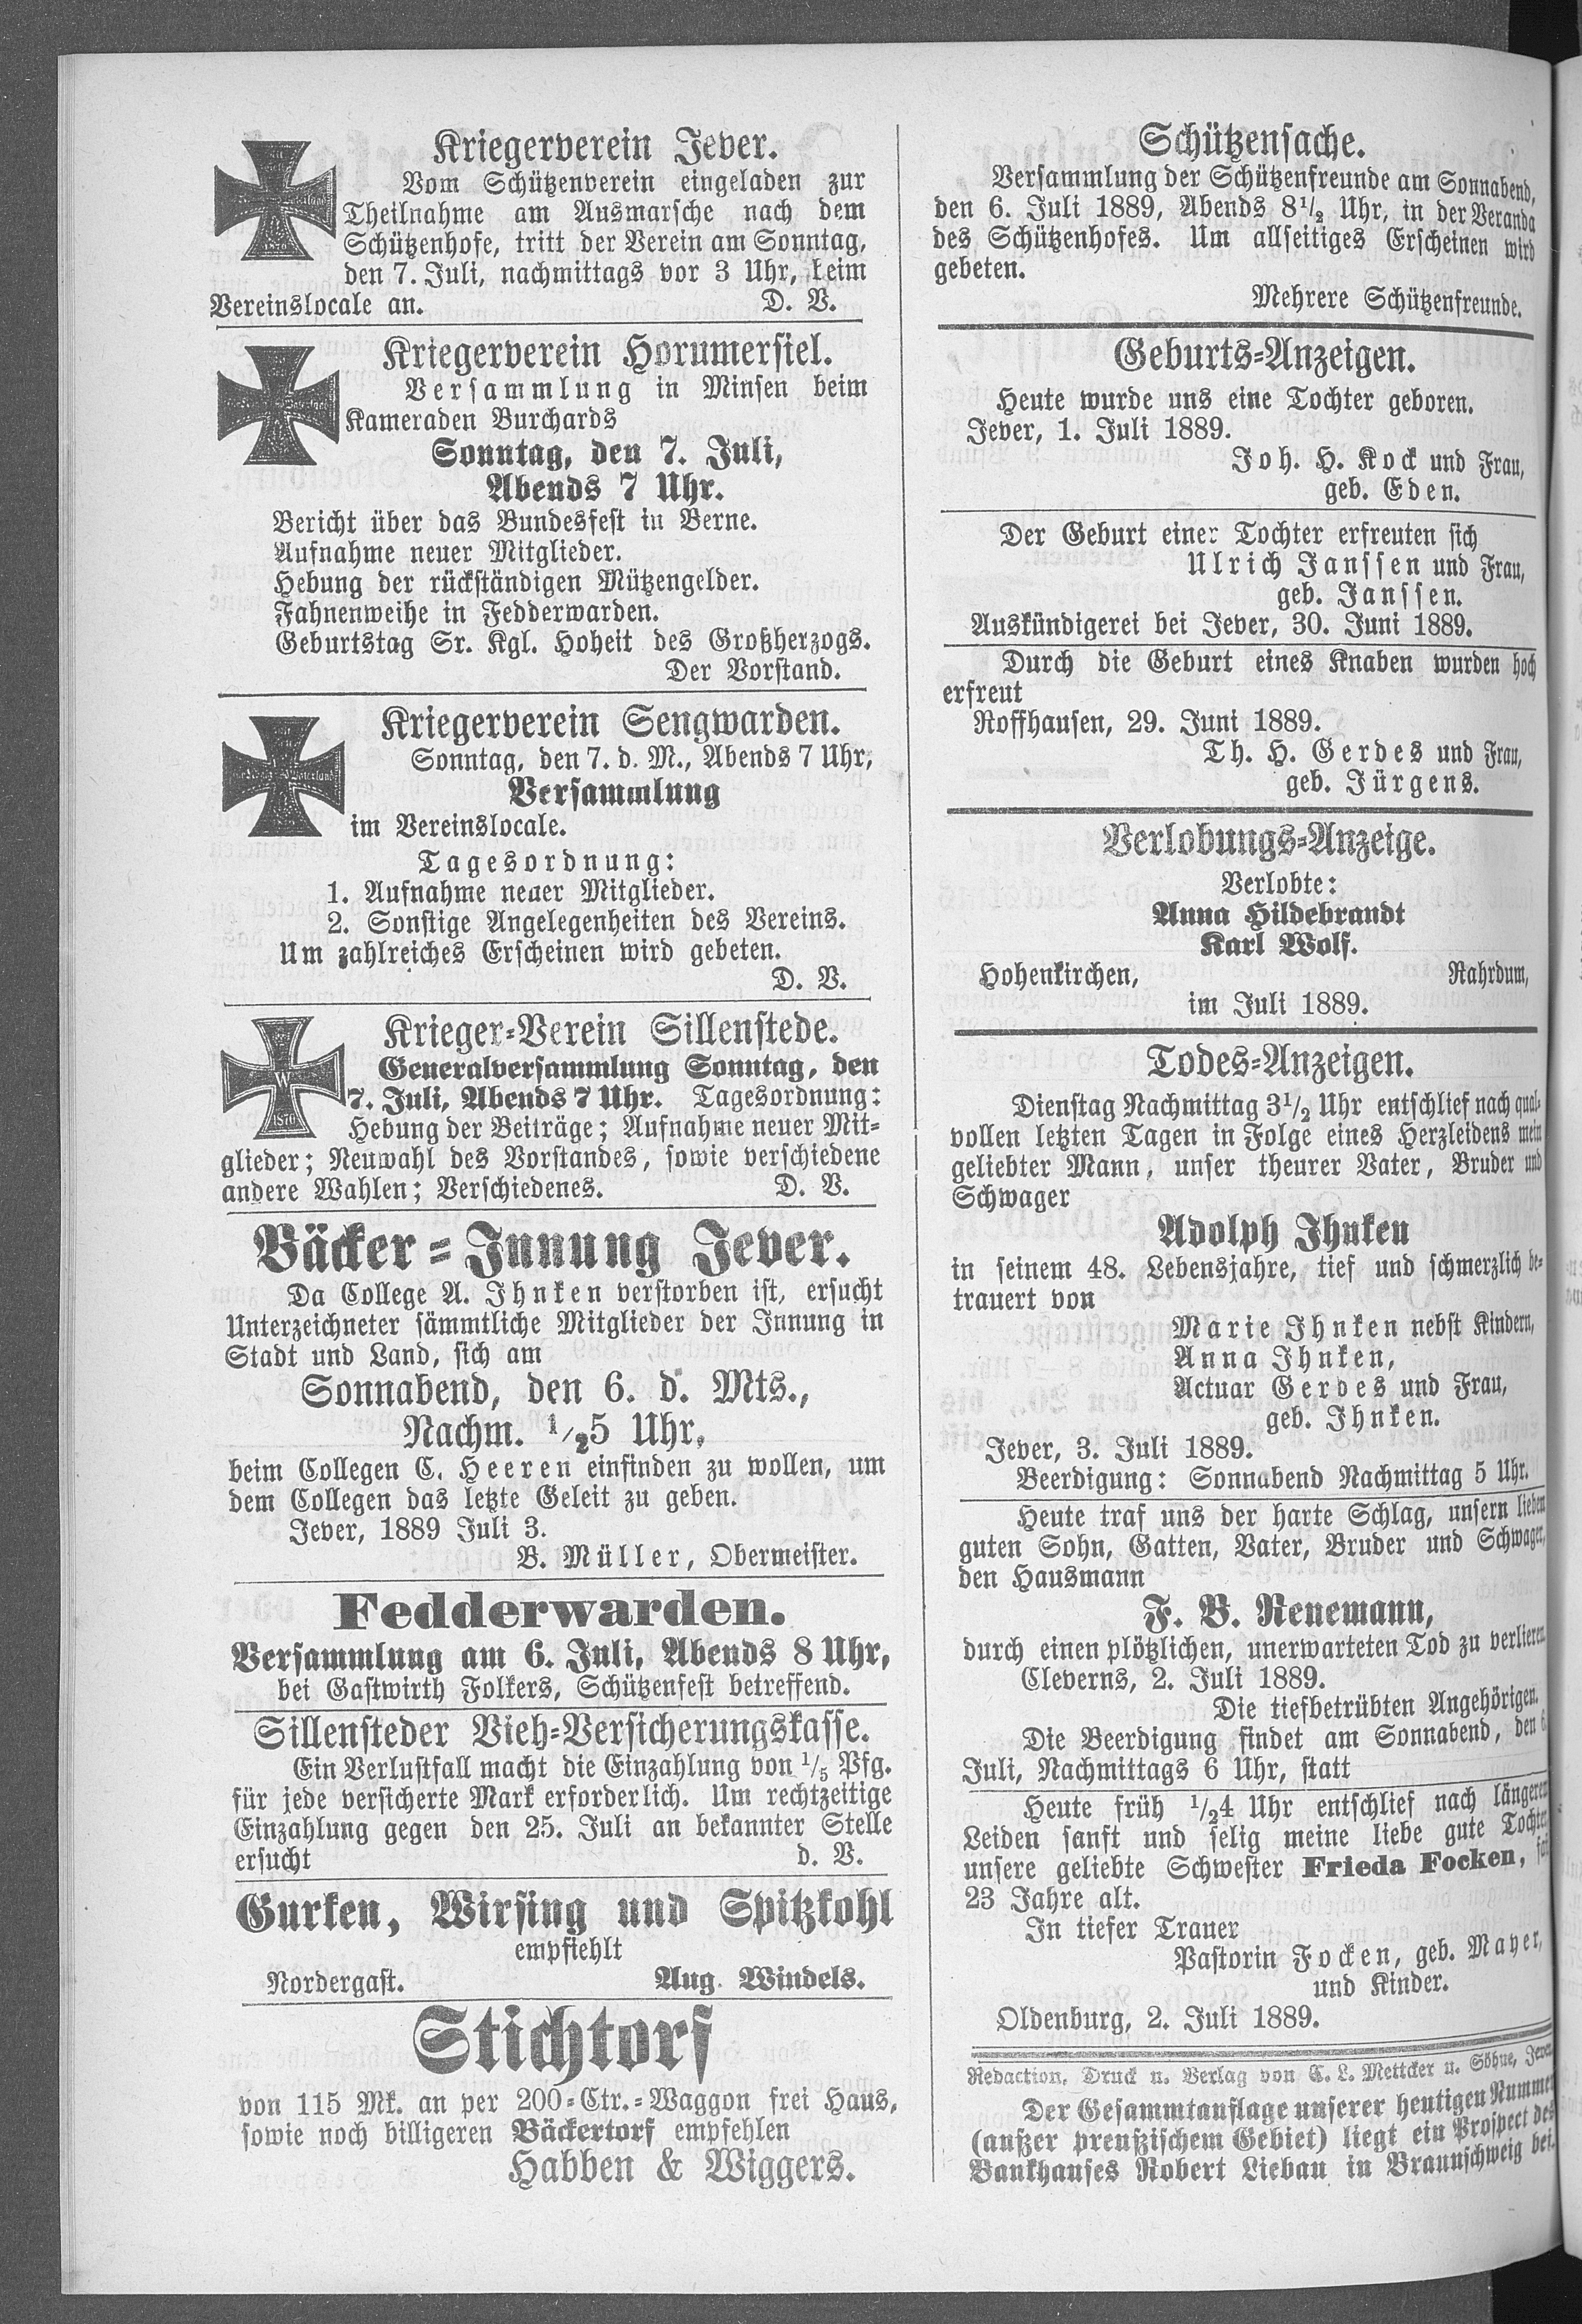 Kriegerverein Jever.
Vom Schützenverein eingeladen zur
Theilnahme am Ausmarsche nach dem
Schützenhofe, tritt der Verein am Sonntag,
den 7. Juli, nachmittags vor 3 Uhr, beim
Vereinslocale an. D. V.
Kriegerverein Horumersiel.
Versammlung in Minsen beim
Kameraden Burchards
Sonntag, den 7. Juli,
Abends 7 Uhr.
Bericht über das Bundesfest in Berne.
Aufnahme neuer Mitglieder.
Hebung der rückständigen Mützengelder.
Fahnenweihe in Fedderwarden.
Geburtstag Sr. Kgl. Hoheit des Großherzogs.
Der Vorstand.
Kriegerverein Sengwarden.
Sonntag, den 7. d. M., Abends 7 Uhr,
Versammlung
im Vereinslocale.
Tagesordnung:
1. Aufnahme neuer Mitglieder.
2. Sonstige Angelegenheiten des Vereins.
Um zahlreiches Erscheinen wird gebeten.
D. V.
W
1870
Krieger-Verein Sillenstede.
Generalversammlung Sonntag, den
7. Juli, Abends 7 Uhr. Tagesordnung:
Hebung der Beiträge; Aufnahme neuer Mit-
glieder; Neuwahl des Vorstandes, sowie verschiedene
andere Wahlen; Verschiedenes. D. V.
Bäcker-Innung Jever.
Da College A. Ihnken verstorben ist, ersucht
Unterzeichneter sämmtliche Mitglieder der Innung in
Stadt und Land, sich am
Sonnabend, den 6. d. Mts.,
Nachm. 1/25 Uhr,
beim Collegen C. Heeren einfinden zu wollen, um
dem Collegen das letzte Geleit zu geben.
Jever, 1889 Juli 3.
B. Müller, Obermeister.
Fedderwarden.
Versammlung am 6. Juli, Abends 8 Uhr,
bei Gastwirth Folkers, Schützenfest betreffend.
Sillensteder Vieh-Versicherungskasse.
Ein Verlustfall macht die Einzahlung von 1/5 Pfg.
für jede versicherte Mark erforderlich. Um rechtzeitige
Einzahlung gegen den 25. Juli an bekannter Stelle
ersucht d. V.
Gurken, Wirsing und Spitzkohl
empfiehlt
Nordergast. Aug. Windels.
Stichtorf
von 115 Mk. an per 200-Ctr.-Waggon frei Haus,
sowie noch billigeren Bäckertorf empfehlen
Habben & Wiggers.
Schützensache.
Versammlung der Schützenfreunde am Sonnabend,
den 6. Juli 1889, Abends 8 1/2 Uhr, in der Veranda
des Schützenhofes. Um allseitiges Erscheinen wird
gebeten.
Mehrere Schützenfreunde.
Geburts-Anzeigen.
Heute wurde uns eine Tochter geboren.
Jever, 1. Juli 1889.
Joh. H. Kock und Frau,
geb. Eden.
Der Geburt einer Tochter erfreuten sich
Ulrich Janssen und Frau,
geb. Janssen.
Auskündigerei bei Jever, 30. Juni 1889.
Durch die Geburt eines Knaben wurden hoch
erfreut
Roffhausen, 29. Juni 1889.
Th. H. Gerdes und Frau,
geb. Jürgens.
Verlobungs-Anzeige.
Verlobte:
Anna Hildebrandt
Karl Wolf.
Hohenkirchen, Rahrdum,
im Juli 1889.
Todes-Anzeigen.
Dienstag Nachmittag 3 1/2 Uhr entschlief nach qual-
vollen letzten Tagen in Folge eines Herzleidens mein
geliebter Mann, unser theurer Vater, Bruder und
Schwager
Adolph Ihnken
in seinem 48. Lebensjahre, tief und schmerzlich be-
trauert von
Marie Ihnken nebst Kindern,
Anna Ihnken,
Actuar Gerdes und Frau,
geb. Ihnken.
Jever, 3. Juli 1889.
Beerdigung: Sonnabend Nachmittag 5 Uhr.
Heute traf uns der harte Schlag, unsern lieben
guten Sohn, Gatten, Vater, Bruder und Schwager,
den Hausmann
F. B. Renemann,
durch einen plötzlichen, unerwarteten Tod zu verlieren.
Cleverns, 2. Juli 1889.
Die tiefbetrübten Angehörigen.
Die Beerdigung findet am Sonnabend, den 6.
Juli, Nachmittags 6 Uhr, statt
Heute früh 1/24 Uhr entschlief nach längeren
Leiden sanft und selig meine liebe gute Tochter,
unsere geliebte Schwester Frieda Focken,
23 Jahre alt.
In tiefer Trauer
Pastorin Focken, geb. Mayer,
und Kinder.
Oldenburg, 2. Juli 1889.
Redaction, Druck u. Verlag von C. L. Mettcker u. Söhne, Jever
Der Gesammtauflage unserer heutigen Nummer
(außer preußischem Gebiet) liegt ein Prospect des
Bankhauses Robert Liebau in Braunschweig bei.